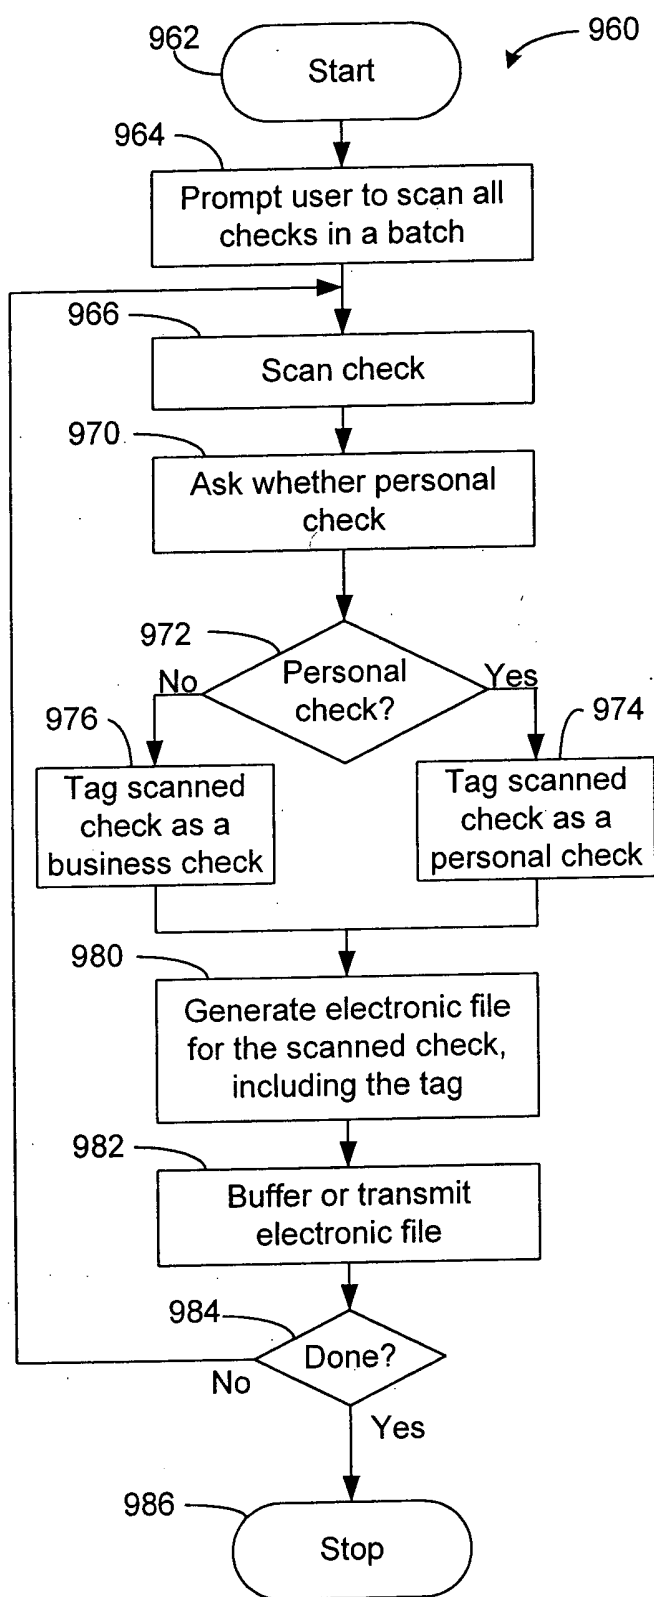 962
960
Start
964
Prompt user to scan all
checks in a batch
966
Scan check
970
Ask whether personal
check
972
Personal
check?
No
Yes
976
974
Tag scanned
check as a
business check
Tag scanned
check as a
personal check
980
Generate electronic file
for the scanned check,
including the tag
982
Buffer or transmit
electronic file
984
Done?
No
Yes
986
Stop